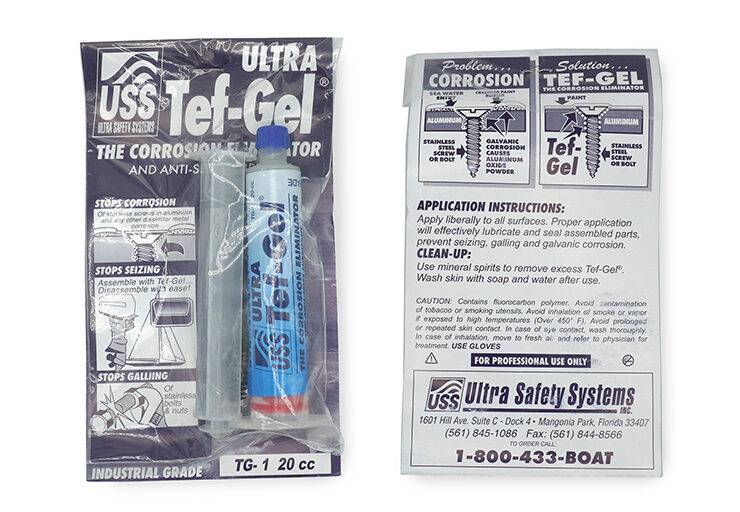 USS
ULTRA SAFETY SYSTEMS
ULTRA
Tef-Gel®
THE CORROSION ELIMINATOR
AND ANTI-S
STOPS CORROSION
Of stainless screws in aluminum
and any other dissimilar metal
corrosion
STOPS SEIZING
Assemble with Tef-Gel...
Disassemble with ease!
STOPS GALLING
Of
stainless
bolts
& nuts
INDUSTRIAL GRADE
TG- 1 20 cc
USS ULTRA Tef-Gel
THE CORROSION ELIMINATOR
TG-1 20 cc
Problem...
CORROSION
SEA WATER
ENTRY
CRACKING PAINT
ALUMINUM
STAINLESS
STEEL
SCREW
OR BOLT
GALVANIC
CORROSION
CAUSES
ALUMINUM
OXIDE
POWDER
Solution...
TEF-GEL
THE CORROSION ELIMINATOR
PAINT
ALUMINUM
Tef-
Gel
STAINLESS
STEEL
SCREW
OR BOLT
APPLICATION INSTRUCTIONS:
Apply liberally to all surfaces. Proper application
will effectively lubricate and seal assembled parts,
prevent seizing, galling and galvanic corrosion.
CLEAN-UP:
Use mineral spirits to remove excess Tef-Gel®.
Wash skin with soap and water after use.
CAUTION: Contains fluorocarbon polymer. Avoid contamination
of tobacco or smoking utensils. Avoid inhalation of smoke or vapor
if exposed to high temperatures (Over 450° F). Avoid prolonged
or repeated skin contact. In case of eye contact, wash thoroughly.
In case of inhalation, move to fresh air and refer to physician for
treatment. USE GLOVES
FOR PROFESSIONAL USE ONLY
USS Ultra Safety Systems
INC.
1601 Hill Ave. Suite C - Dock 4 • Mangonia Park, Florida 33407
(561) 845-1086 Fax: (561) 844-8566
TO ORDER CALL:
1-800-433-BOAT